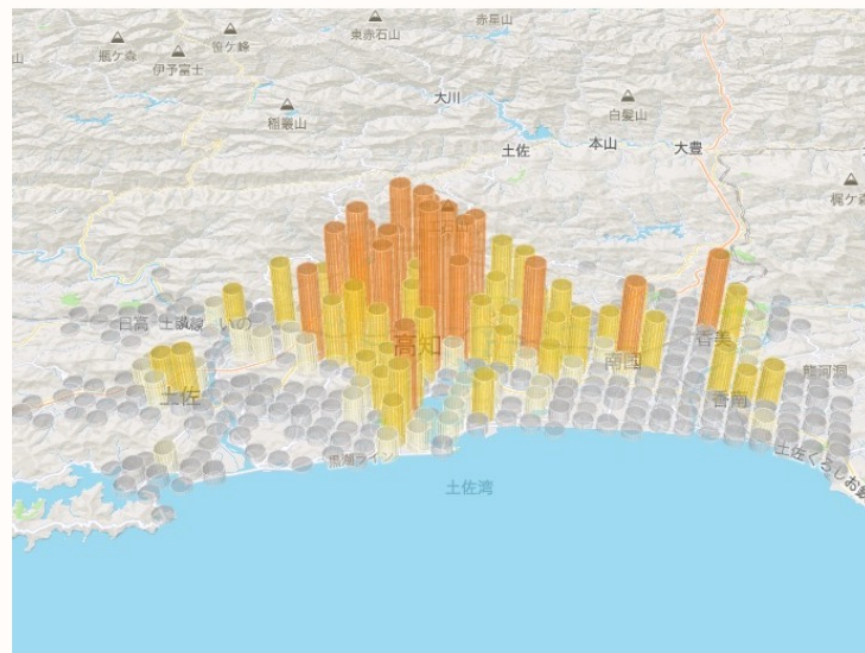 赤星山
東赤石山
笹ケ峰
瓶ケ森
伊予富士
山
大川
稲叢山
白髪山
土佐
本山
大豊
梶ケ森
日高
土讃線
いの
高知
南国
香美
龍河洞
土佐
香南
黒潮ライン
土佐くろしお鉄
土佐湾